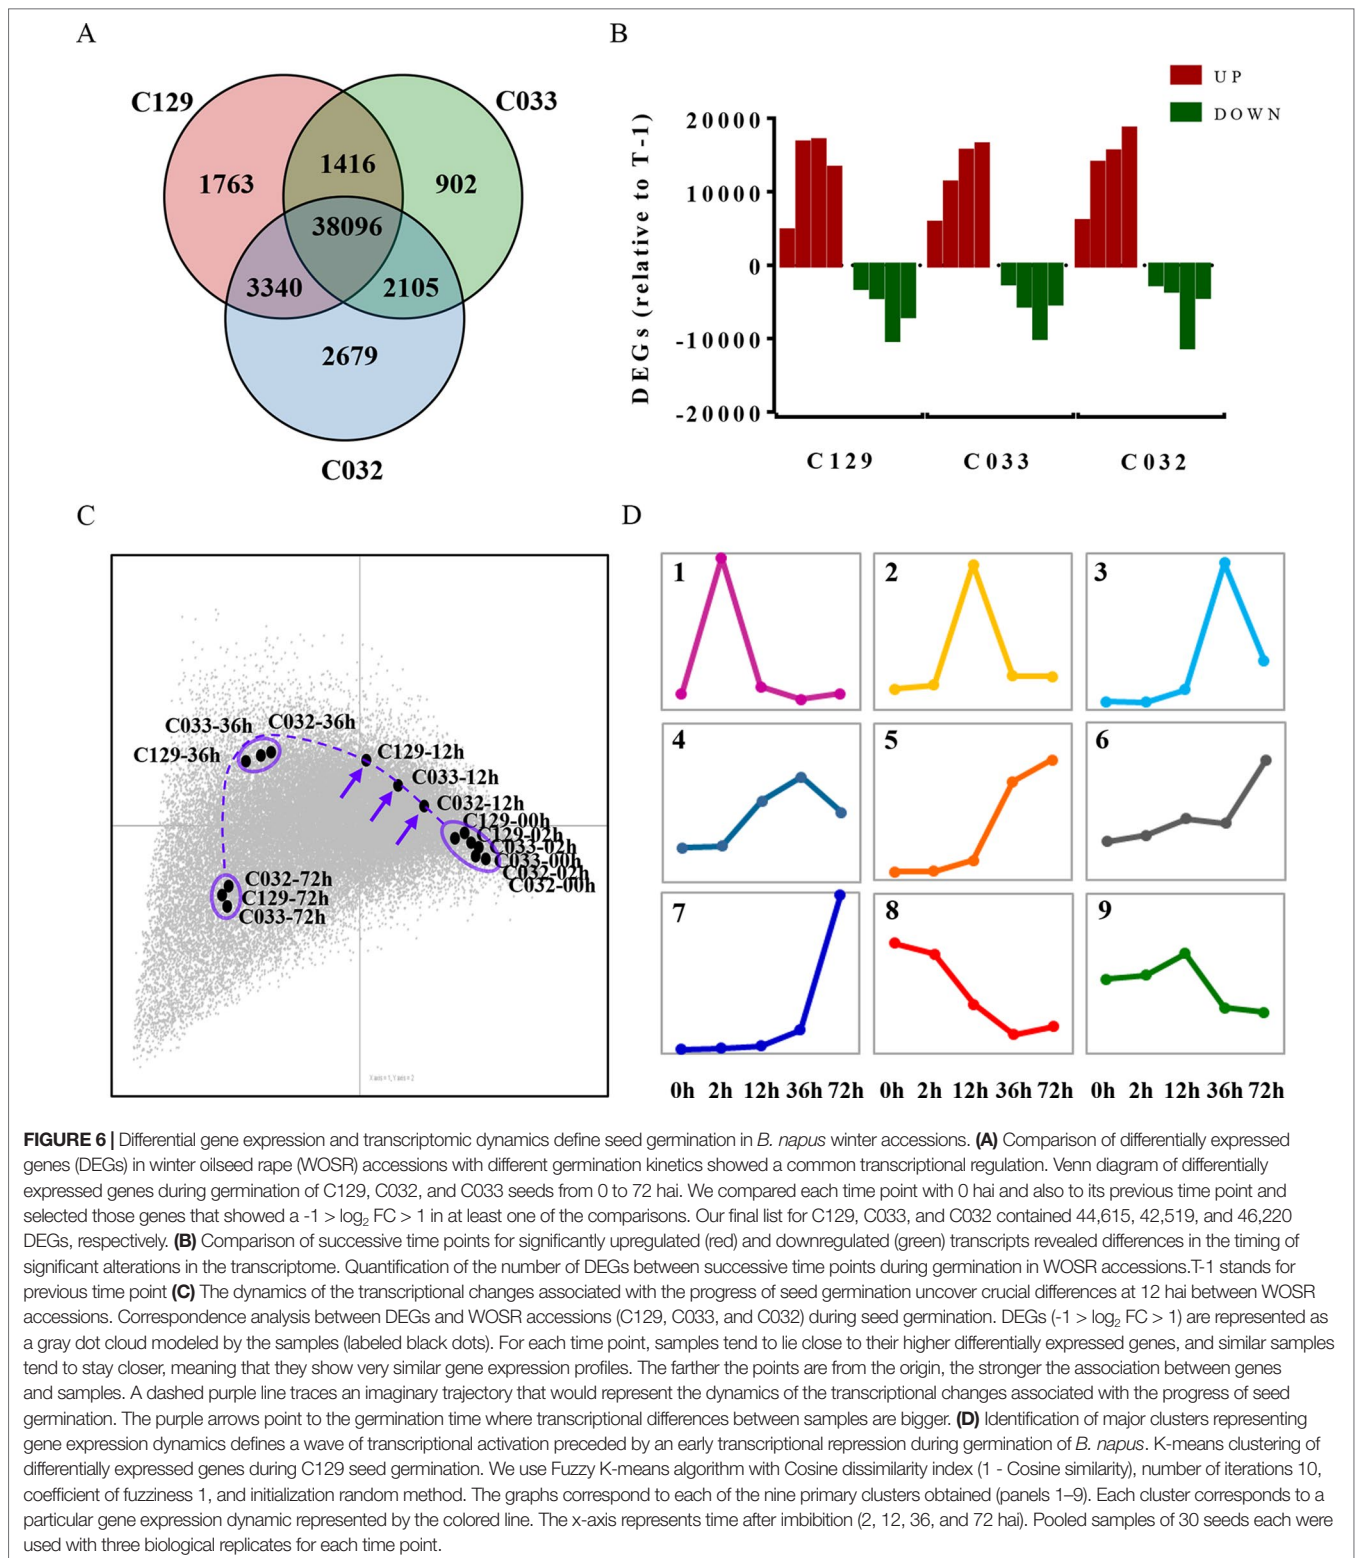 A
C129
C033
1763
1416
902
38096
3340
2105
2679
C032
B
UP
DOWN
DEGs (relative to T-1)
20000
10000
0
-10000
-20000
C129 C033 C032
C
C033-36h C032-36h
C129-36h
C129-12h
C033-12h
C032-12h
C129-00h
C129-02h
C033-02h
C033-00h
C032-02h
C032-00h
C032-72h
C129-72h
C033-72h
D
1 2 3
4 5 6
7 8 9
0h 2h 12h 36h 72h 0h 2h 12h 36h 72h 0h 2h 12h 36h 72h
FIGURE 6 | Differential gene expression and transcriptomic dynamics define seed germination in B. napus winter accessions. (A) Comparison of differentially expressed
genes (DEGs) in winter oilseed rape (WOSR) accessions with different germination kinetics showed a common transcriptional regulation. Venn diagram of differentially
expressed genes during germination of C129, C032, and C033 seeds from 0 to 72 hai. We compared each time point with 0 hai and also to its previous time point and
selected those genes that showed a -1 > log₂ FC > 1 in at least one of the comparisons. Our final list for C129, C033, and C032 contained 44,615, 42,519, and 46,220
DEGs, respectively. (B) Comparison of successive time points for significantly upregulated (red) and downregulated (green) transcripts revealed differences in the timing of
significant alterations in the transcriptome. Quantification of the number of DEGs between successive time points during germination in WOSR accessions.T-1 stands for
previous time point (C) The dynamics of the transcriptional changes associated with the progress of seed germination uncover crucial differences at 12 hai between WOSR
accessions. Correspondence analysis between DEGs and WOSR accessions (C129, C033, and C032) during seed germination. DEGs (-1 > log₂ FC > 1) are represented as
a gray dot cloud modeled by the samples (labeled black dots). For each time point, samples tend to lie close to their higher differentially expressed genes, and similar samples
tend to stay closer, meaning that they show very similar gene expression profiles. The farther the points are from the origin, the stronger the association between genes
and samples. A dashed purple line traces an imaginary trajectory that would represent the dynamics of the transcriptional changes associated with the progress of seed
germination. The purple arrows point to the germination time where transcriptional differences between samples are bigger. (D) Identification of major clusters representing
gene expression dynamics defines a wave of transcriptional activation preceded by an early transcriptional repression during germination of B. napus. K-means clustering of
differentially expressed genes during C129 seed germination. We use Fuzzy K-means algorithm with Cosine dissimilarity index (1 - Cosine similarity), number of iterations 10,
coefficient of fuzziness 1, and initialization random method. The graphs correspond to each of the nine primary clusters obtained (panels 1–9). Each cluster corresponds to a
particular gene expression dynamic represented by the colored line. The x-axis represents time after imbibition (2, 12, 36, and 72 hai). Pooled samples of 30 seeds each were
used with three biological replicates for each time point.